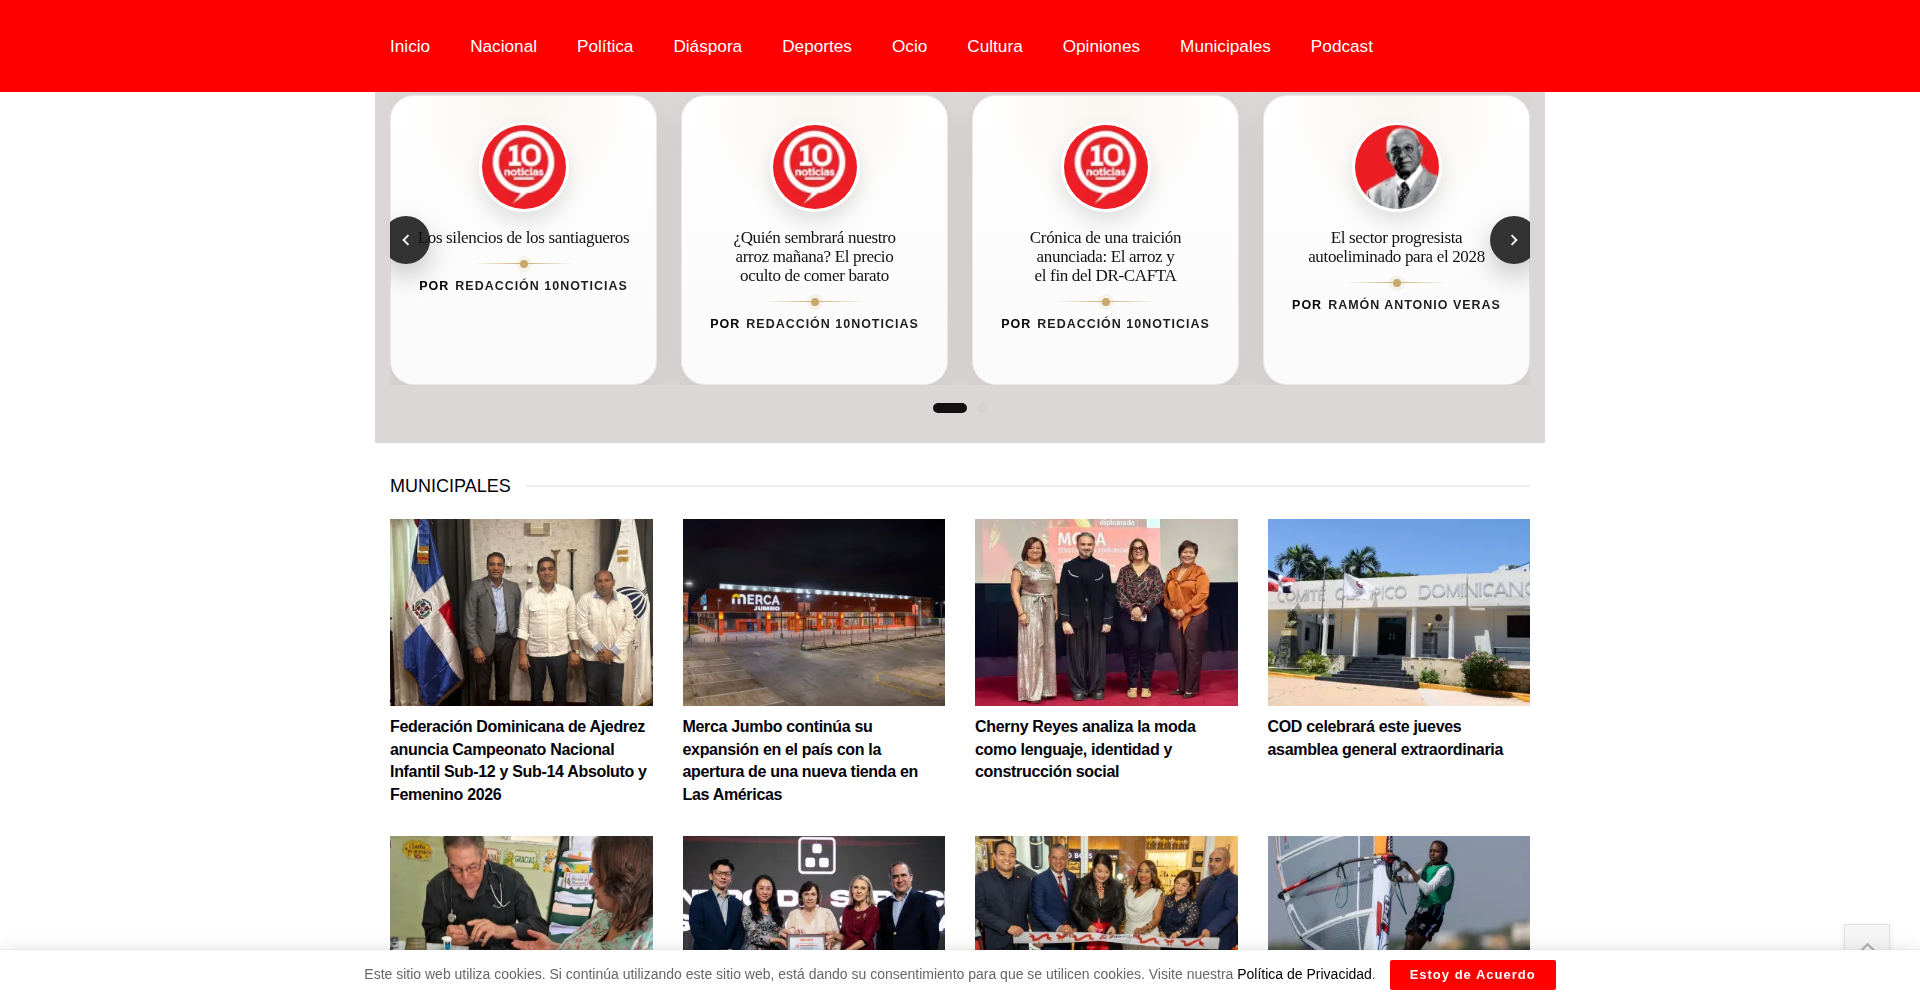 Inicio Nacional Política Diáspora Deportes Ocio Cultura Opiniones Municipales Podcast
10
noticias
Los silencios de los santiagueros
POR REDACCIÓN 10NOTICIAS
10
noticias
¿Quién sembrará nuestro
arroz mañana? El precio
oculto de comer barato
POR REDACCIÓN 10NOTICIAS
10
noticias
Crónica de una traición
anunciada: El arroz y
el fin del DR-CAFTA
POR REDACCIÓN 10NOTICIAS
El sector progresista
autoeliminado para el 2028
POR RAMÓN ANTONIO VERAS
MUNICIPALES
Federación Dominicana de Ajedrez
anuncia Campeonato Nacional
Infantil Sub-12 y Sub-14 Absoluto y
Femenino 2026
MERCA
JUMBO
Merca Jumbo continúa su
expansión en el país con la
apertura de una nueva tienda en
Las Américas
diplomado
Cherny Reyes analiza la moda
como lenguaje, identidad y
construcción social
COMITÉ OLÍMPICO DOMINICANO
COD celebrará este jueves
asamblea general extraordinaria
GRACIAS
Este sitio web utiliza cookies. Si continúa utilizando este sitio web, está dando su consentimiento para que se utilicen cookies. Visite nuestra Política de Privacidad.
Estoy de Acuerdo